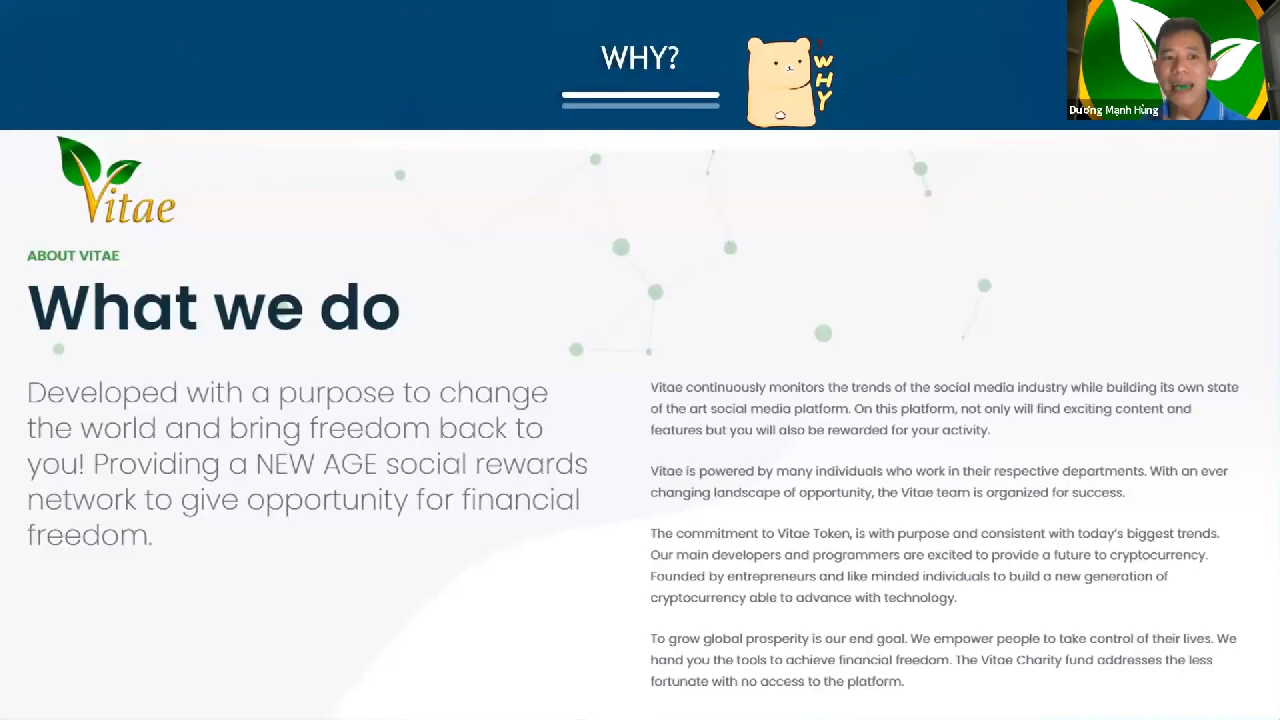 WHY?
WHY
Dương Mạnh Hùng
Vitae
ABOUT VITAE
What we do
Developed with a purpose to change
the world and bring freedom back to
you! Providing a NEW AGE social rewards
network to give opportunity for financial
freedom.
Vitae continuously monitors the trends of the social media industry while building its own state
of the art social media platform. On this platform, not only will find exciting content and
features but you will also be rewarded for your activity.
Vitae is powered by many individuals who work in their respective departments. With an ever
changing landscape of opportunity, the Vitae team is organized for success.
The commitment to Vitae Token, is with purpose and consistent with today's biggest trends.
Our main developers and programmers are excited to provide a future to cryptocurrency.
Founded by entrepreneurs and like minded individuals to build a new generation of
cryptocurrency able to advance with technology.
To grow global prosperity is our end goal. We empower people to take control of their lives. We
hand you the tools to achieve financial freedom. The Vitae Charity fund addresses the less
fortunate with no access to the platform.